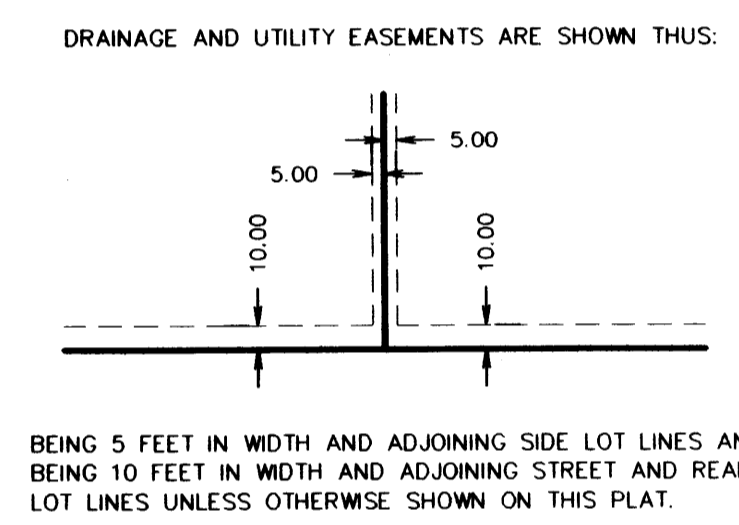 DRAINAGE AND UTILITY EASEMENTS ARE SHOWN THUS:
5.00
5.00
10.00
10.00
BEING 5 FEET IN WIDTH AND ADJOINING SIDE LOT LINES
BEING 10 FEET IN WIDTH AND ADJOINING STREET AND
LOT LINES UNLESS OTHERWISE SHOWN ON THIS PLAT.